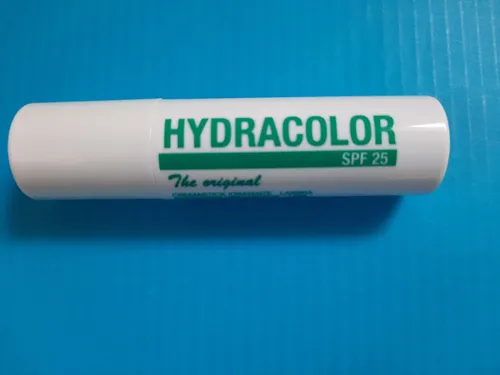 HYDRACOLOR
SPF 25
The original